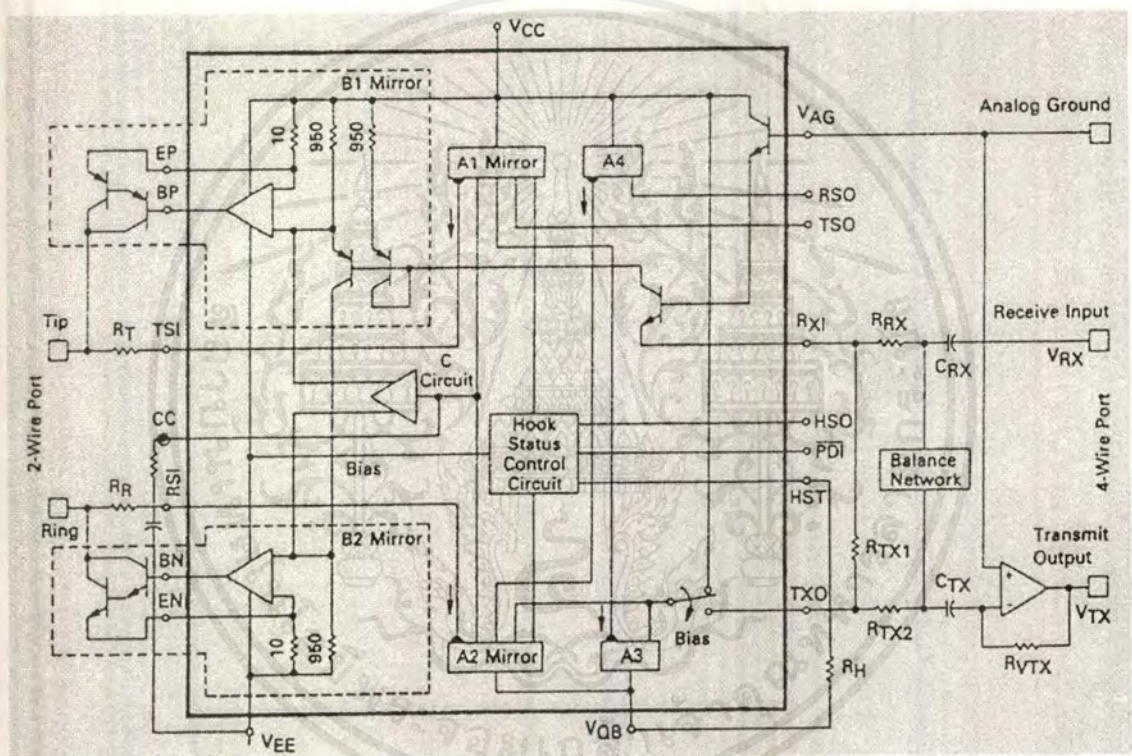 VCC
B1 Mirror
10
950
950
EP
BP
A1 Mirror
A4
VAG
Analog Ground
RSO
TSO
Tip
RT
TSI
RXI
RRX
CRX
Receive Input
VRX
C
Circuit
2-Wire Port
CC
Bias
Hook
Status
Control
Circuit
HSO
PDI
HST
Balance
Network
4-Wire Port
Ring
RR
RSI
B2 Mirror
BN
EN
10
950
A2 Mirror
A3
Bias
TXO
RTX1
RTX2
CTX
Transmit
Output
VTX
RVTX
RH
VEE
VQB